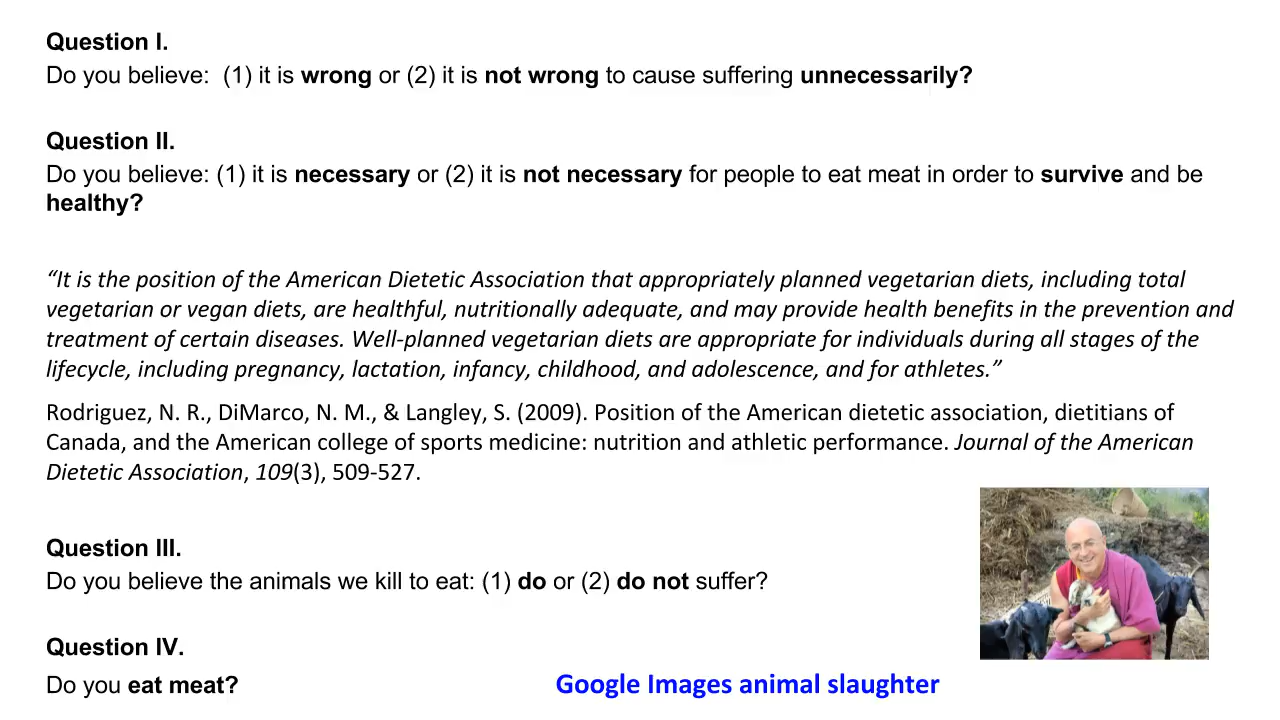 Question I.
Do you believe:  (1) it is wrong or (2) it is not wrong to cause suffering unnecessarily?
Question II.
Do you believe: (1) it is necessary or (2) it is not necessary for people to eat meat in order to survive and be
healthy?
“It is the position of the American Dietetic Association that appropriately planned vegetarian diets, including total
vegetarian or vegan diets, are healthful, nutritionally adequate, and may provide health benefits in the prevention and
treatment of certain diseases. Well-planned vegetarian diets are appropriate for individuals during all stages of the
lifecycle, including pregnancy, lactation, infancy, childhood, and adolescence, and for athletes.”
Rodriguez, N. R., DiMarco, N. M., & Langley, S. (2009). Position of the American dietetic association, dietitians of
Canada, and the American college of sports medicine: nutrition and athletic performance. Journal of the American
Dietetic Association, 109(3), 509-527.
Question III.
Do you believe the animals we kill to eat: (1) do or (2) do not suffer?
Question IV.
Do you eat meat?
Google Images animal slaughter